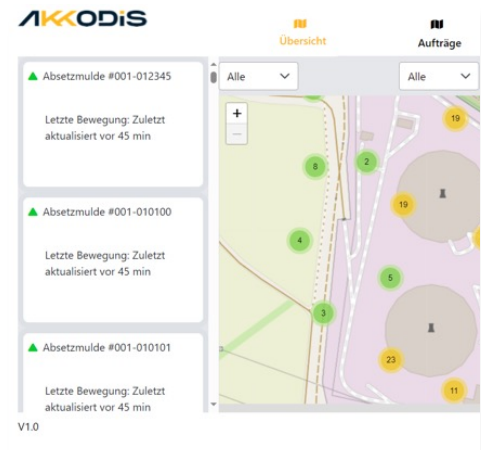 AKKODIS
Übersicht
Aufträge
Absetzmulde #001-012345
Letzte Bewegung: Zuletzt
aktualisiert vor 45 min
Absetzmulde #001-010100
Letzte Bewegung: Zuletzt
aktualisiert vor 45 min
Absetzmulde #001-010101
Letzte Bewegung: Zuletzt
aktualisiert vor 45 min
Alle
Alle
+
−
19
8
2
19
4
5
3
23
11
V1.0